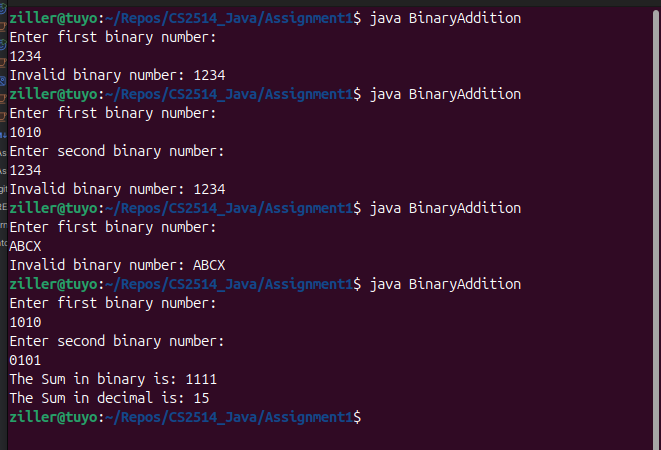 ziller@tuyo:~/Repos/CS2514_Java/Assignment1$ java BinaryAddition
Enter first binary number:
1234
Invalid binary number: 1234
ziller@tuyo:~/Repos/CS2514_Java/Assignment1$ java BinaryAddition
Enter first binary number:
1010
Enter second binary number:
1234
Invalid binary number: 1234
ziller@tuyo:~/Repos/CS2514_Java/Assignment1$ java BinaryAddition
Enter first binary number:
ABCX
Invalid binary number: ABCX
ziller@tuyo:~/Repos/CS2514_Java/Assignment1$ java BinaryAddition
Enter first binary number:
1010
Enter second binary number:
0101
The Sum in binary is: 1111
The Sum in decimal is: 15
ziller@tuyo:~/Repos/CS2514_Java/Assignment1$